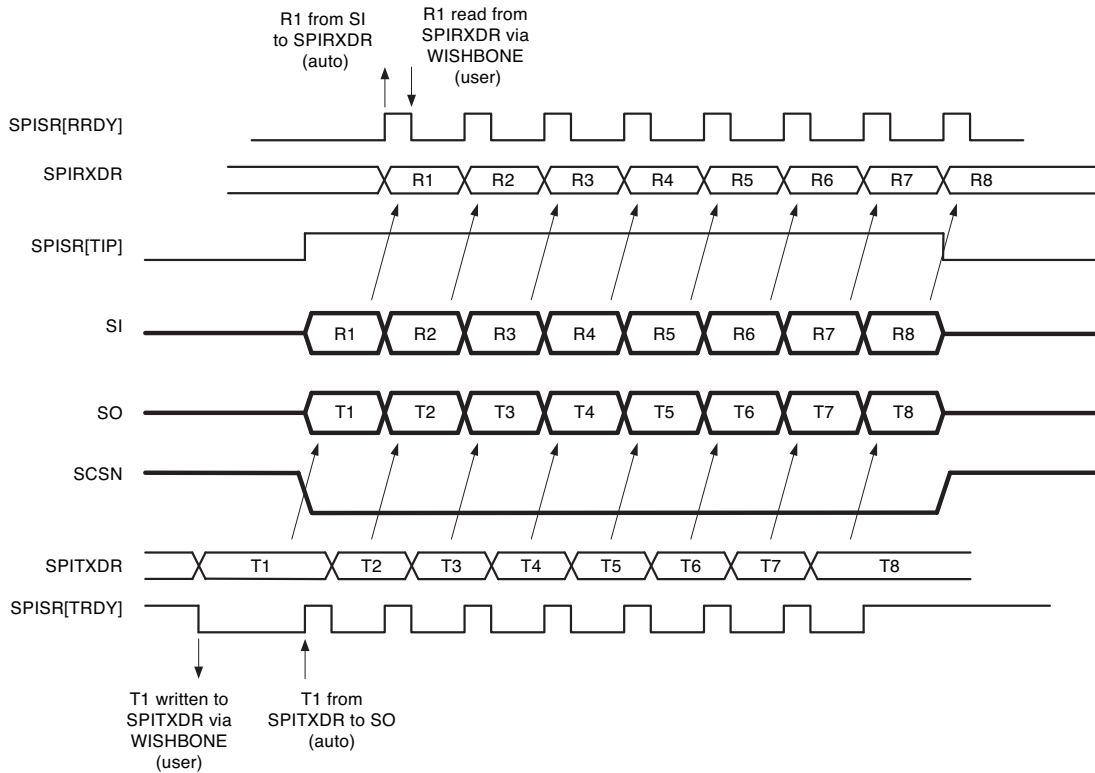 R1 from SI
to SPIRXDR
(auto)
R1 read from
SPIRXDR via
WISHBONE
(user)
SPISR[RRDY]
SPIRXDR
R1 R2 R3 R4 R5 R6 R7 R8
SPISR[TIP]
SI
R1 R2 R3 R4 R5 R6 R7 R8
SO
T1 T2 T3 T4 T5 T6 T7 T8
SCSN
SPITXDR
T1 T2 T3 T4 T5 T6 T7 T8
SPISR[TRDY]
T1 written to
SPITXDR via
WISHBONE
(user)
T1 from
SPITXDR to SO
(auto)